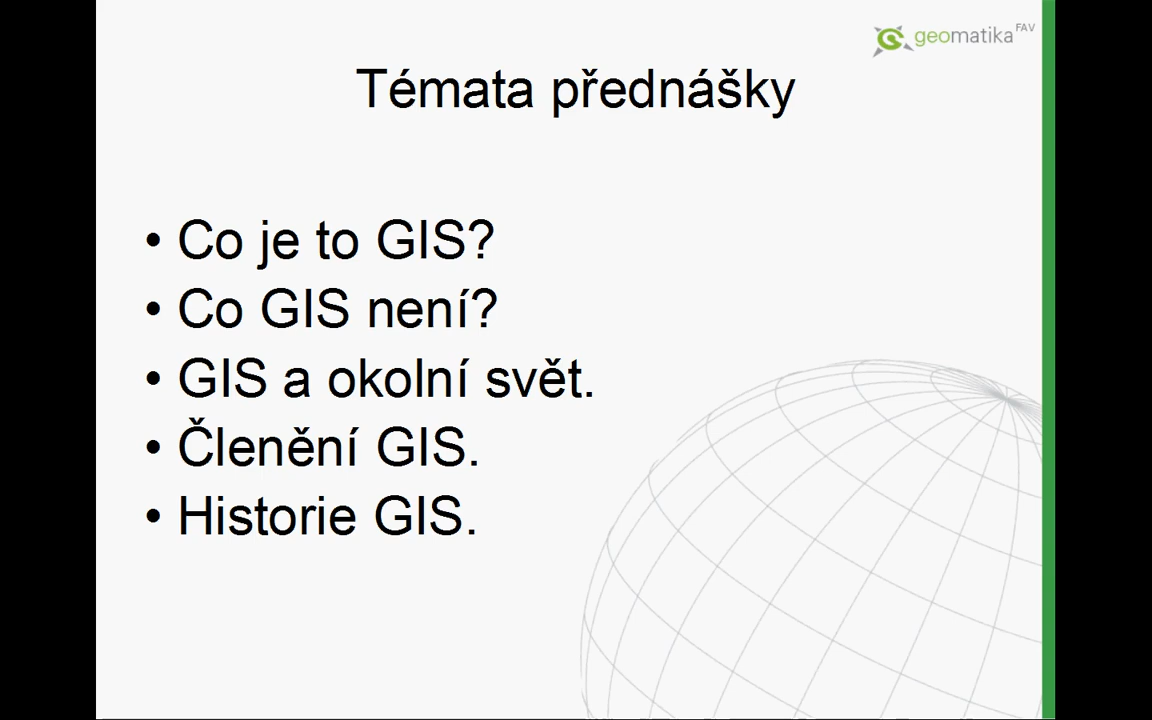 geomatika FAV
Témata přednášky
• Co je to GIS?
• Co GIS není?
• GIS a okolní svět.
• Členění GIS.
• Historie GIS.